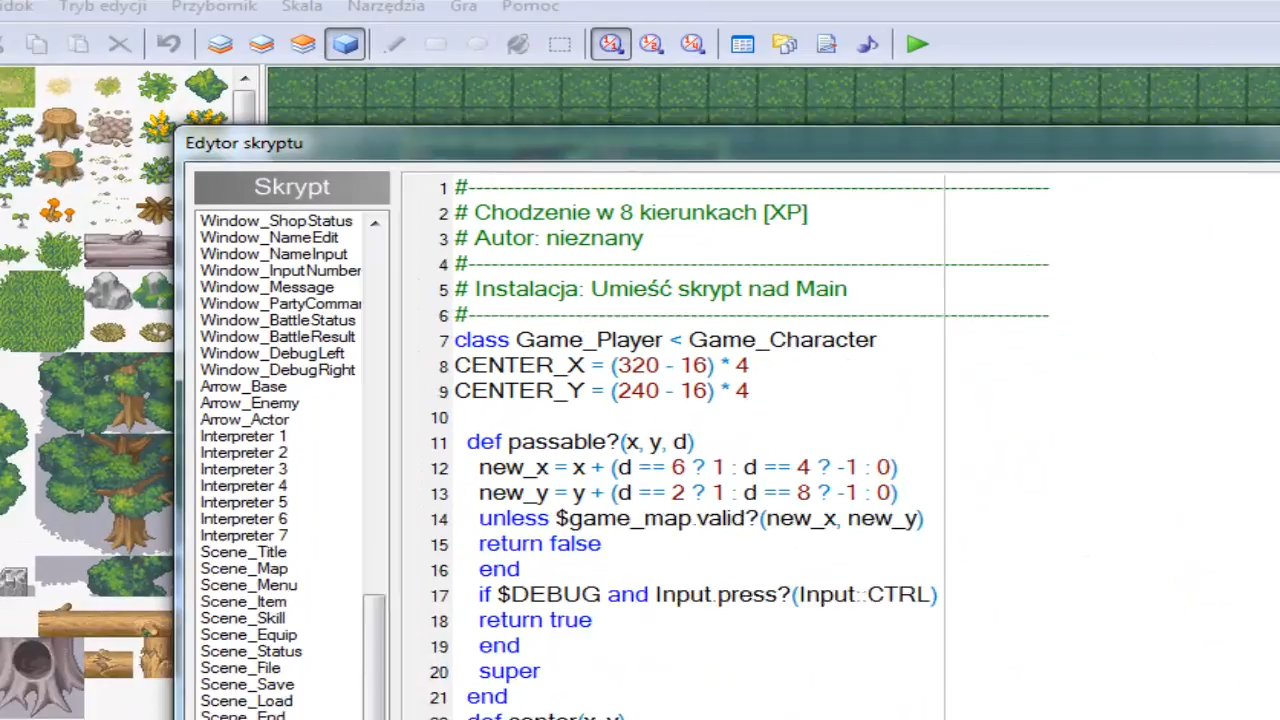 Tryb edycji Przybornik Skala Narzędzia Gra Pomoc
Edytor skryptu
Skrypt
Window_ShopStatus
Window_NameEdit
Window_NameInput
Window_InputNumber
Window_Message
Window_PartyComma
Window_BattleStatus
Window_BattleResult
Window_DebugLeft
Window_DebugRight
Arrow_Base
Arrow_Enemy
Arrow_Actor
Interpreter 1
Interpreter 2
Interpreter 3
Interpreter 4
Interpreter 5
Interpreter 6
Interpreter 7
Scene_Title
Scene_Map
Scene_Menu
Scene_Item
Scene_Skill
Scene_Equip
Scene_Status
Scene_File
Scene_Save
Scene_Load
Scene_End
1 #------------------------------------------------------------------------------
2 # Chodzenie w 8 kierunkach [XP]
3 # Autor: nieznany
4 #------------------------------------------------------------------------------
5 # Instalacja: Umieść skrypt nad Main
6 #------------------------------------------------------------------------------
7 class Game_Player < Game_Character
8 CENTER_X = (320 - 16) * 4
9 CENTER_Y = (240 - 16) * 4
10
11 def passable?(x, y, d)
12 new_x = x + (d == 6 ? 1 : d == 4 ? -1 : 0)
13 new_y = y + (d == 2 ? 1 : d == 8 ? -1 : 0)
14 unless $game_map.valid?(new_x, new_y)
15 return false
16 end
17 if $DEBUG and Input.press?(Input::CTRL)
18 return true
19 end
20 super
21 end
def center(x, y)